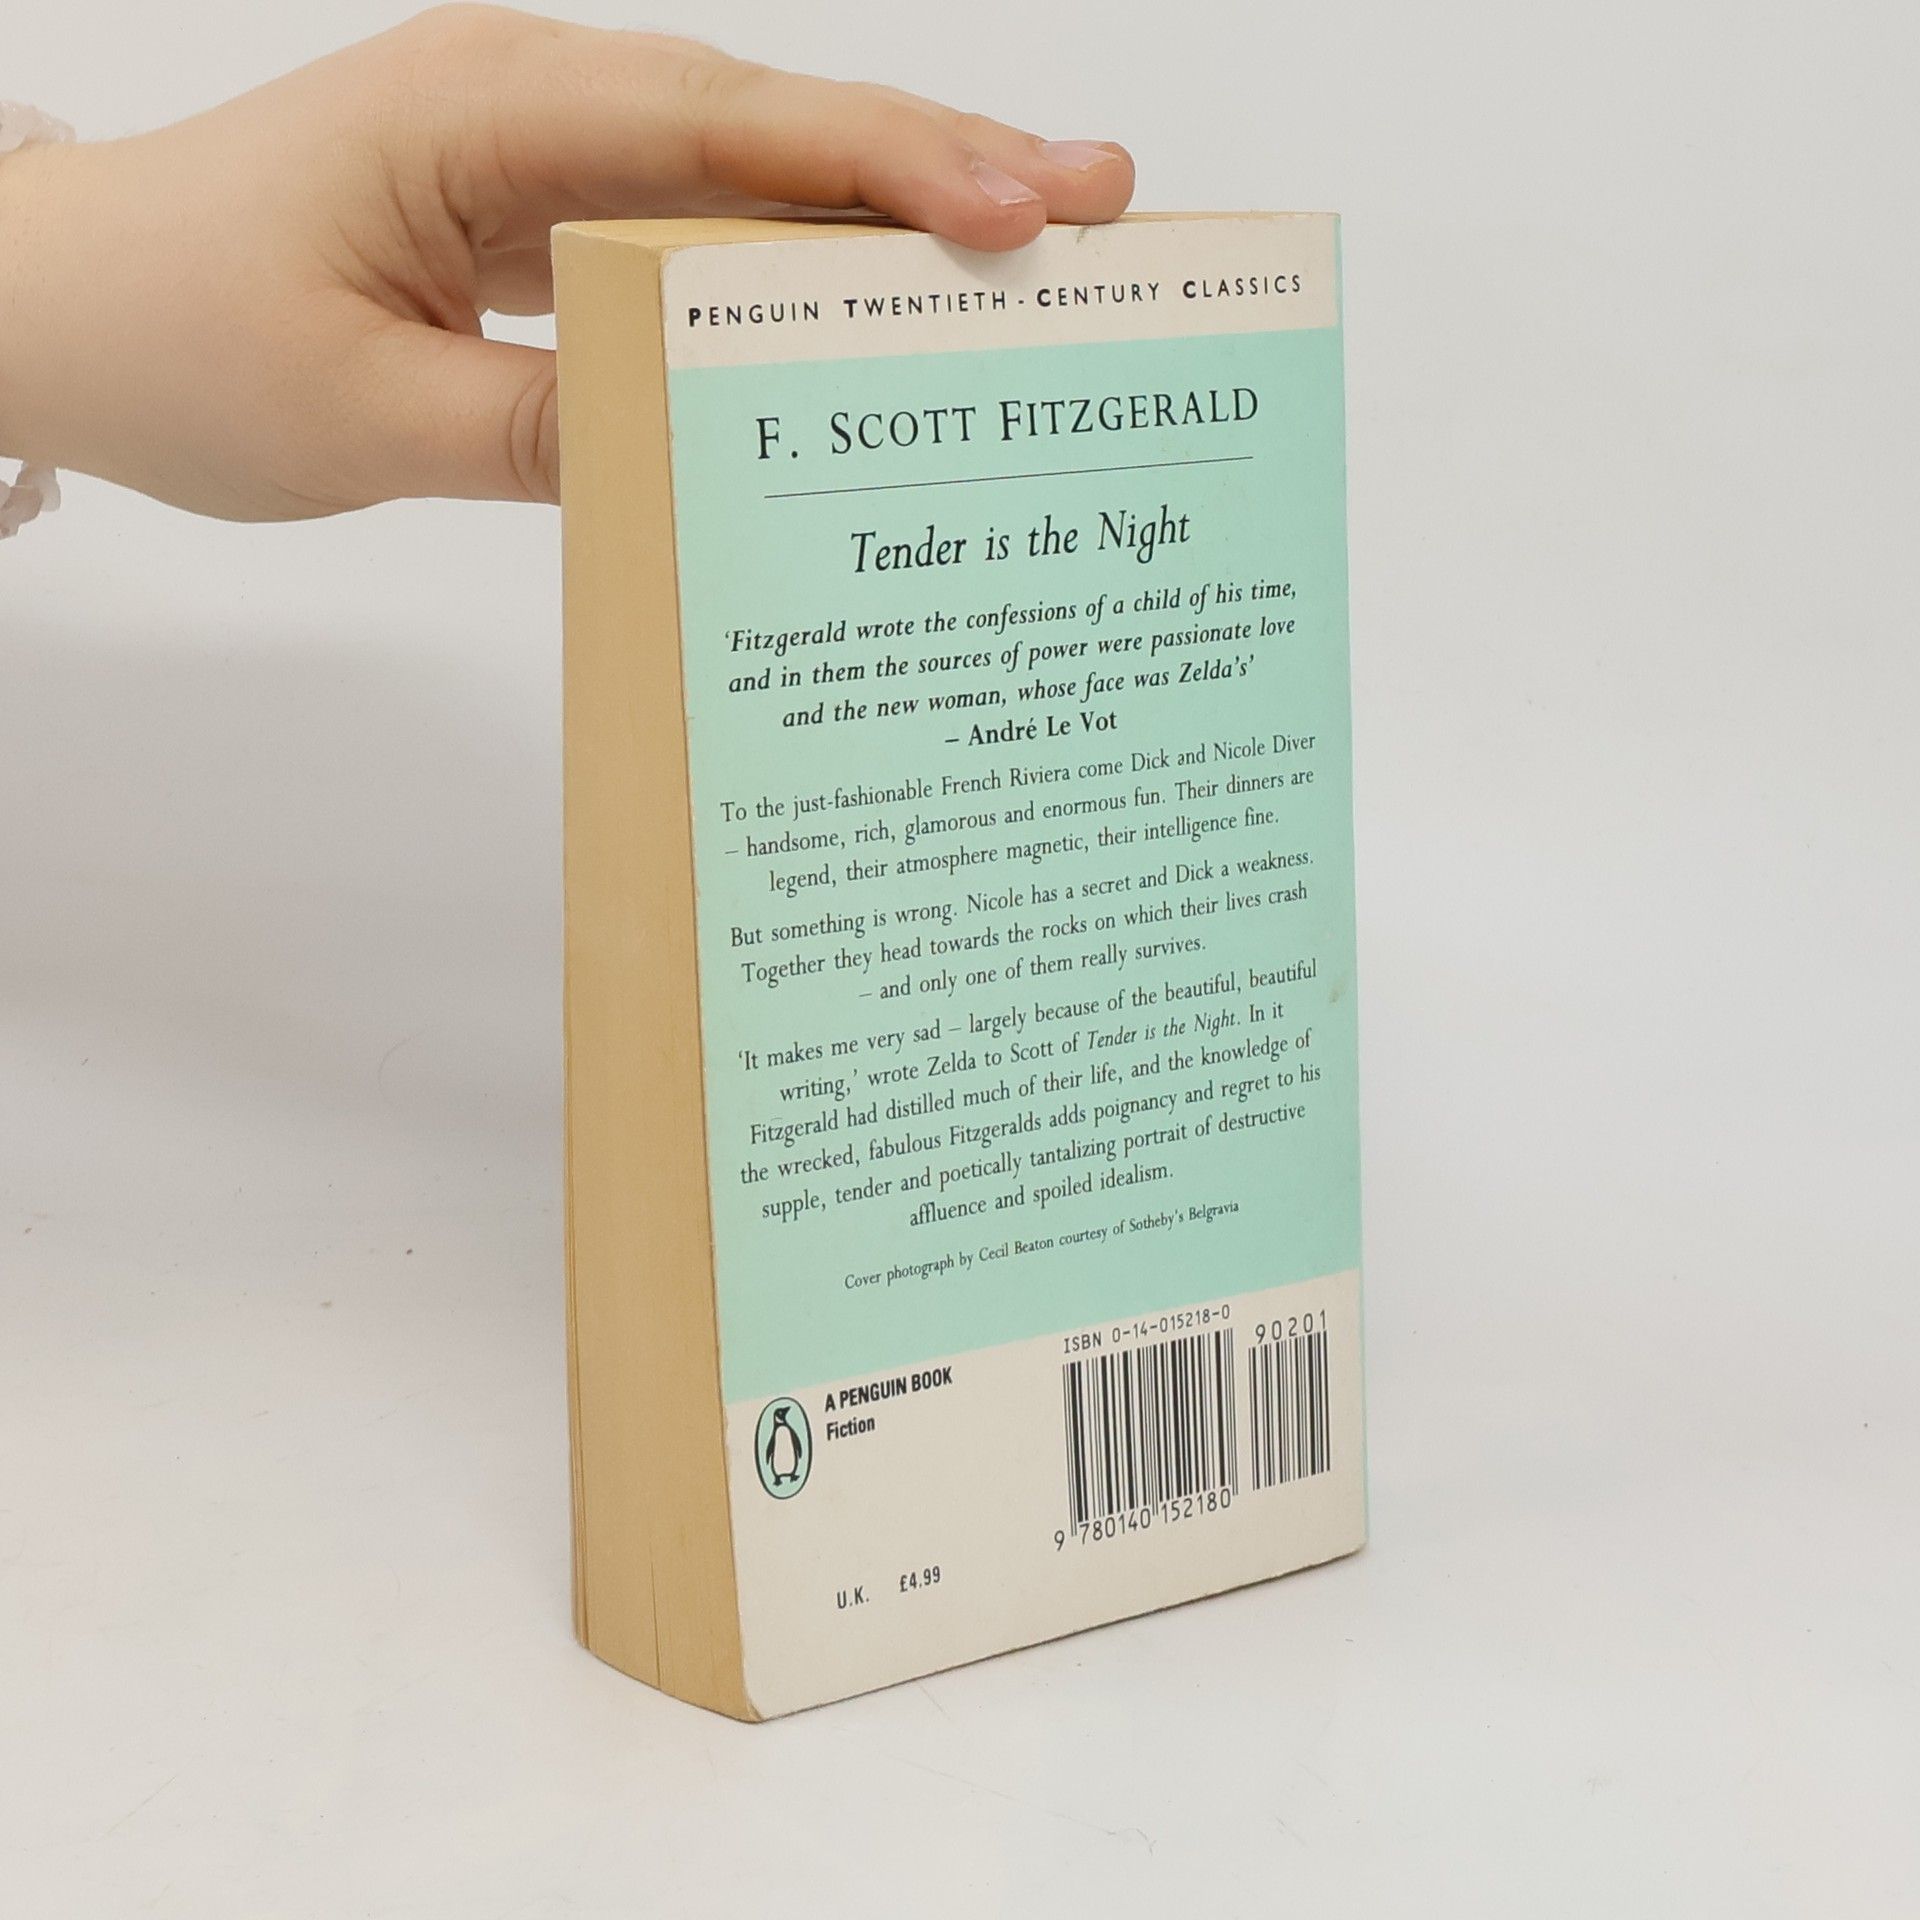 PENGUIN TWENTIETH-CENTURY CLASSICS
F. SCOTT FITZGERALD
Tender is the Night
‘Fitzgerald wrote the confessions of a child of his time,
and in them the sources of power were passionate love
and the new woman, whose face was Zelda's’
– André Le Vot
To the just-fashionable French Riviera come Dick and Nicole Diver
– handsome, rich, glamorous and enormous fun. Their dinners are
legend, their atmosphere magnetic, their intelligence fine.
But something is wrong. Nicole has a secret and Dick a weakness.
Together they head towards the rocks on which their lives crash
– and only one of them really survives.
‘It makes me very sad – largely because of the beautiful, beautiful
writing,’ wrote Zelda to Scott of Tender is the Night. In it
Fitzgerald had distilled much of their life, and the knowledge of
the wrecked, fabulous Fitzgeralds adds poignancy and regret to his
supple, tender and poetically tantalizing portrait of destructive
affluence and spoiled idealism.
Cover photograph by Cecil Beaton courtesy of Sotheby's Belgravia
A PENGUIN BOOK
Fiction
ISBN 0-14-015218-0
90201
9 780140 152180
U.K. £4.99